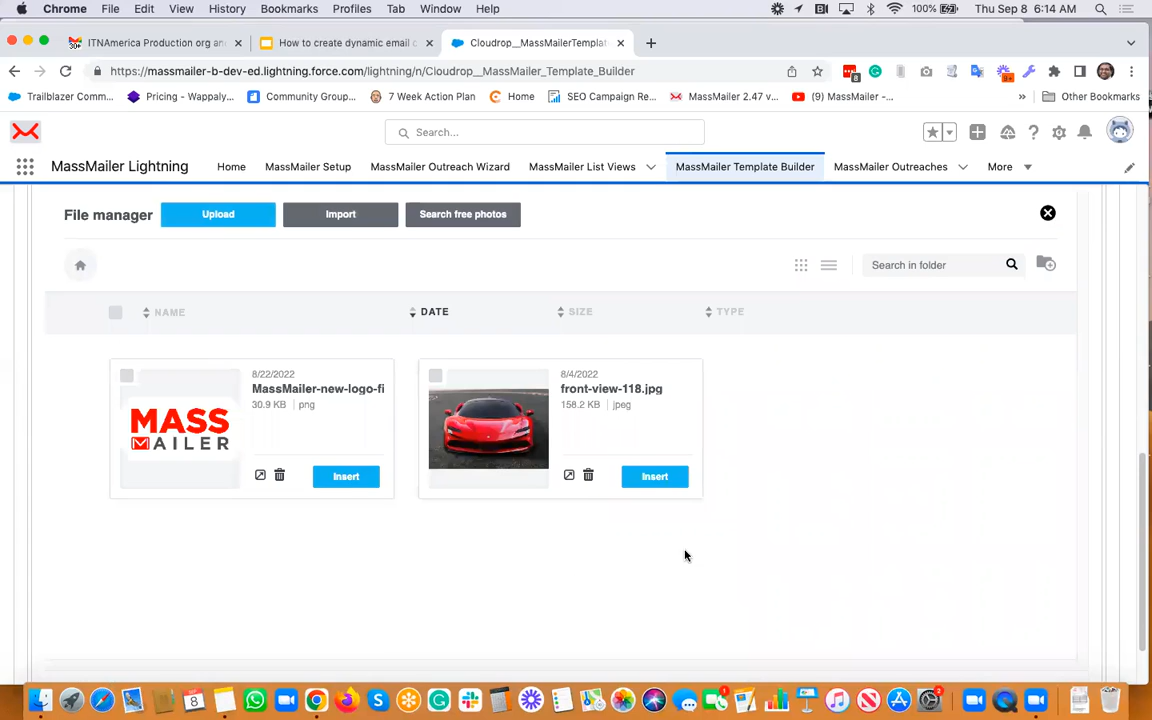 Chrome File Edit View History Bookmarks Profiles Tab Window Help 100% Thu Sep 8 6:14 AM
30+ ITNAmerica Production org an How to create dynamic email c Cloudrop__MassMailerTempla
https://massmailer-b-dev-ed.lightning.force.com/lightning/n/Cloudrop__MassMailer_Template_Builder
Trailblazer Comm... Pricing - Wappaly... Community Group... 7 Week Action Plan Home SEO Campaign Re... MassMailer 2.47 v... (9) MassMailer -... » Other Bookmarks
Search...
MassMailer Lightning Home MassMailer Setup MassMailer Outreach Wizard MassMailer List Views MassMailer Template Builder MassMailer Outreaches More
File manager Upload Import Search free photos
Search in folder
NAME DATE SIZE TYPE
8/22/2022
MassMailer-new-logo-fi
30.9 KB png
MASS
MAILER
Insert
8/4/2022
front-view-118.jpg
158.2 KB jpeg
Insert